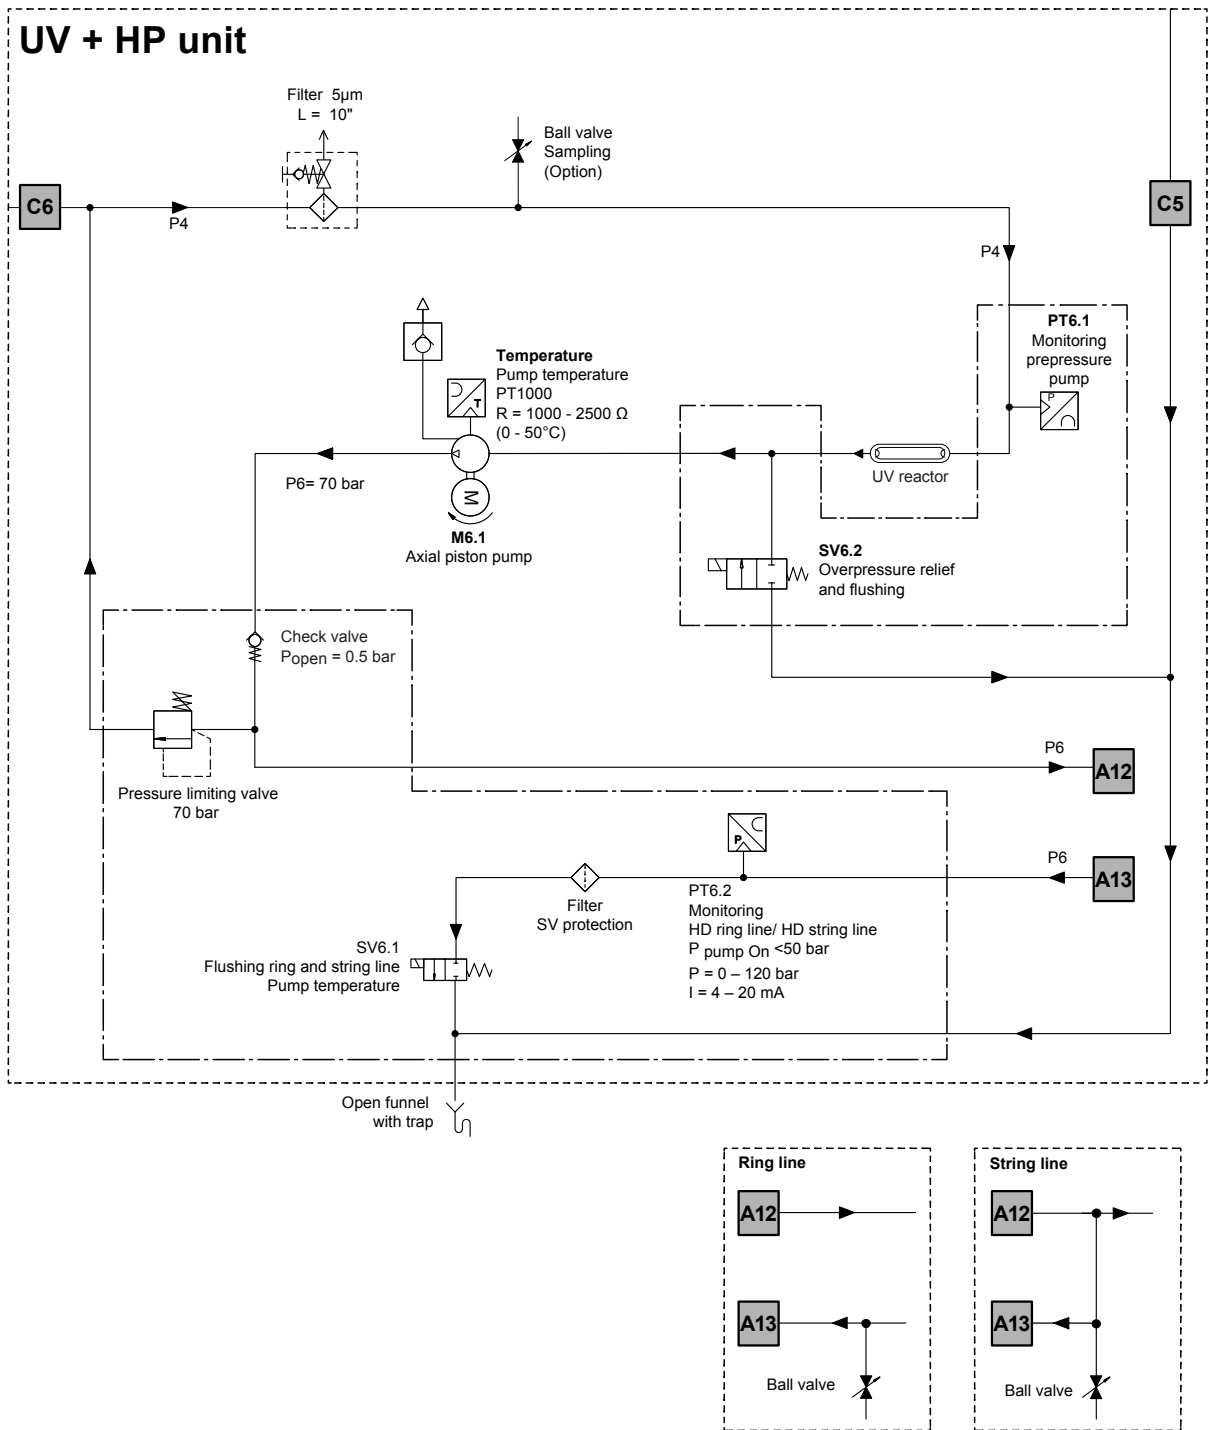 UV + HP unit
Filter 5µm
L = 10"
Ball valve
Sampling
(Option)
C6
P4
C5
P4
PT6.1
Monitoring
prepressure
pump
P
Temperature
Pump temperature
PT1000
R = 1000 - 2500 Ω
(0 - 50°C)
T
UV reactor
P6= 70 bar
M
M6.1
Axial piston pump
SV6.2
Overpressure relief
and flushing
Check valve
Popen = 0.5 bar
Pressure limiting valve
70 bar
P6
A12
P
P6
A13
Filter
SV protection
PT6.2
Monitoring
HD ring line/ HD string line
P pump On <50 bar
P = 0 – 120 bar
I = 4 – 20 mA
SV6.1
Flushing ring and string line
Pump temperature
Open funnel
with trap
Ring line
A12
A13
Ball valve
String line
A12
A13
Ball valve